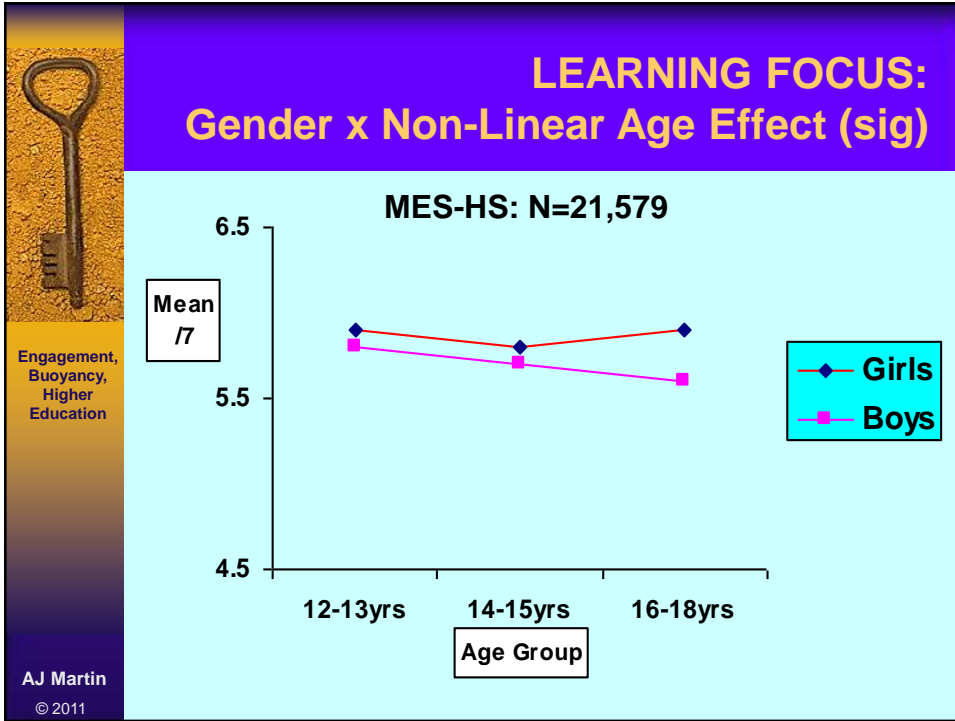 LEARNING FOCUS:
Gender x Non-Linear Age Effect (sig)
MES-HS: N=21,579
6.5
Mean
/7
5.5
4.5
12-13yrs 14-15yrs 16-18yrs
Age Group
Girls
Boys
Engagement,
Buoyancy,
Higher
Education
AJ Martin
© 2011